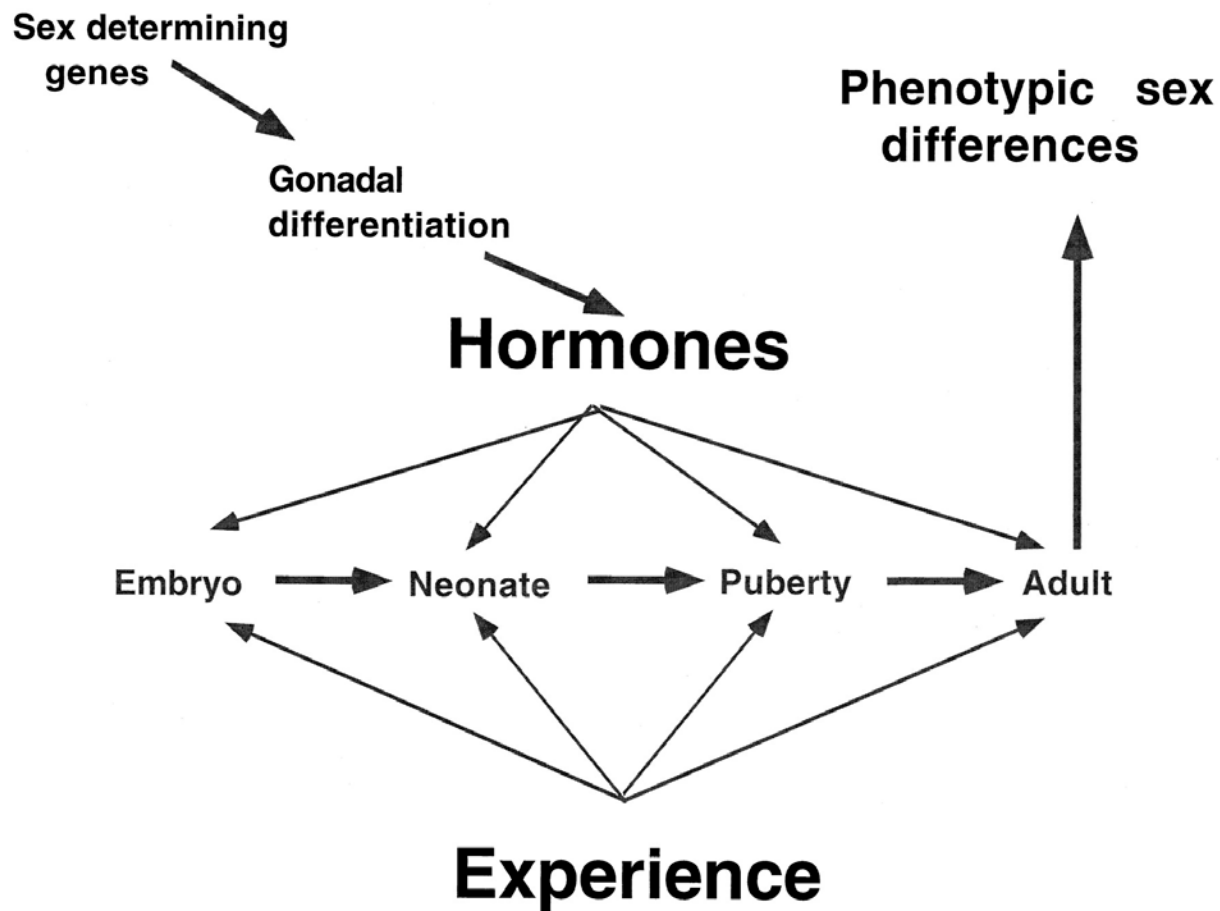 Sex determining
genes
Phenotypic sex
differences
Gonadal
differentiation
Hormones
Embryo
Neonate
Puberty
Adult
Experience